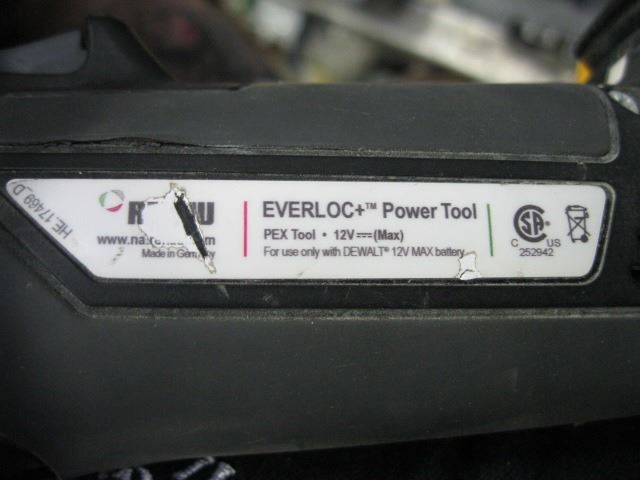 HE.17469_D
EVERLOC+™ Power Tool
PEX Tool • 12V⎓(Max)
For use only with DEWALT® 12V MAX battery
Made in Germany
C US
252942